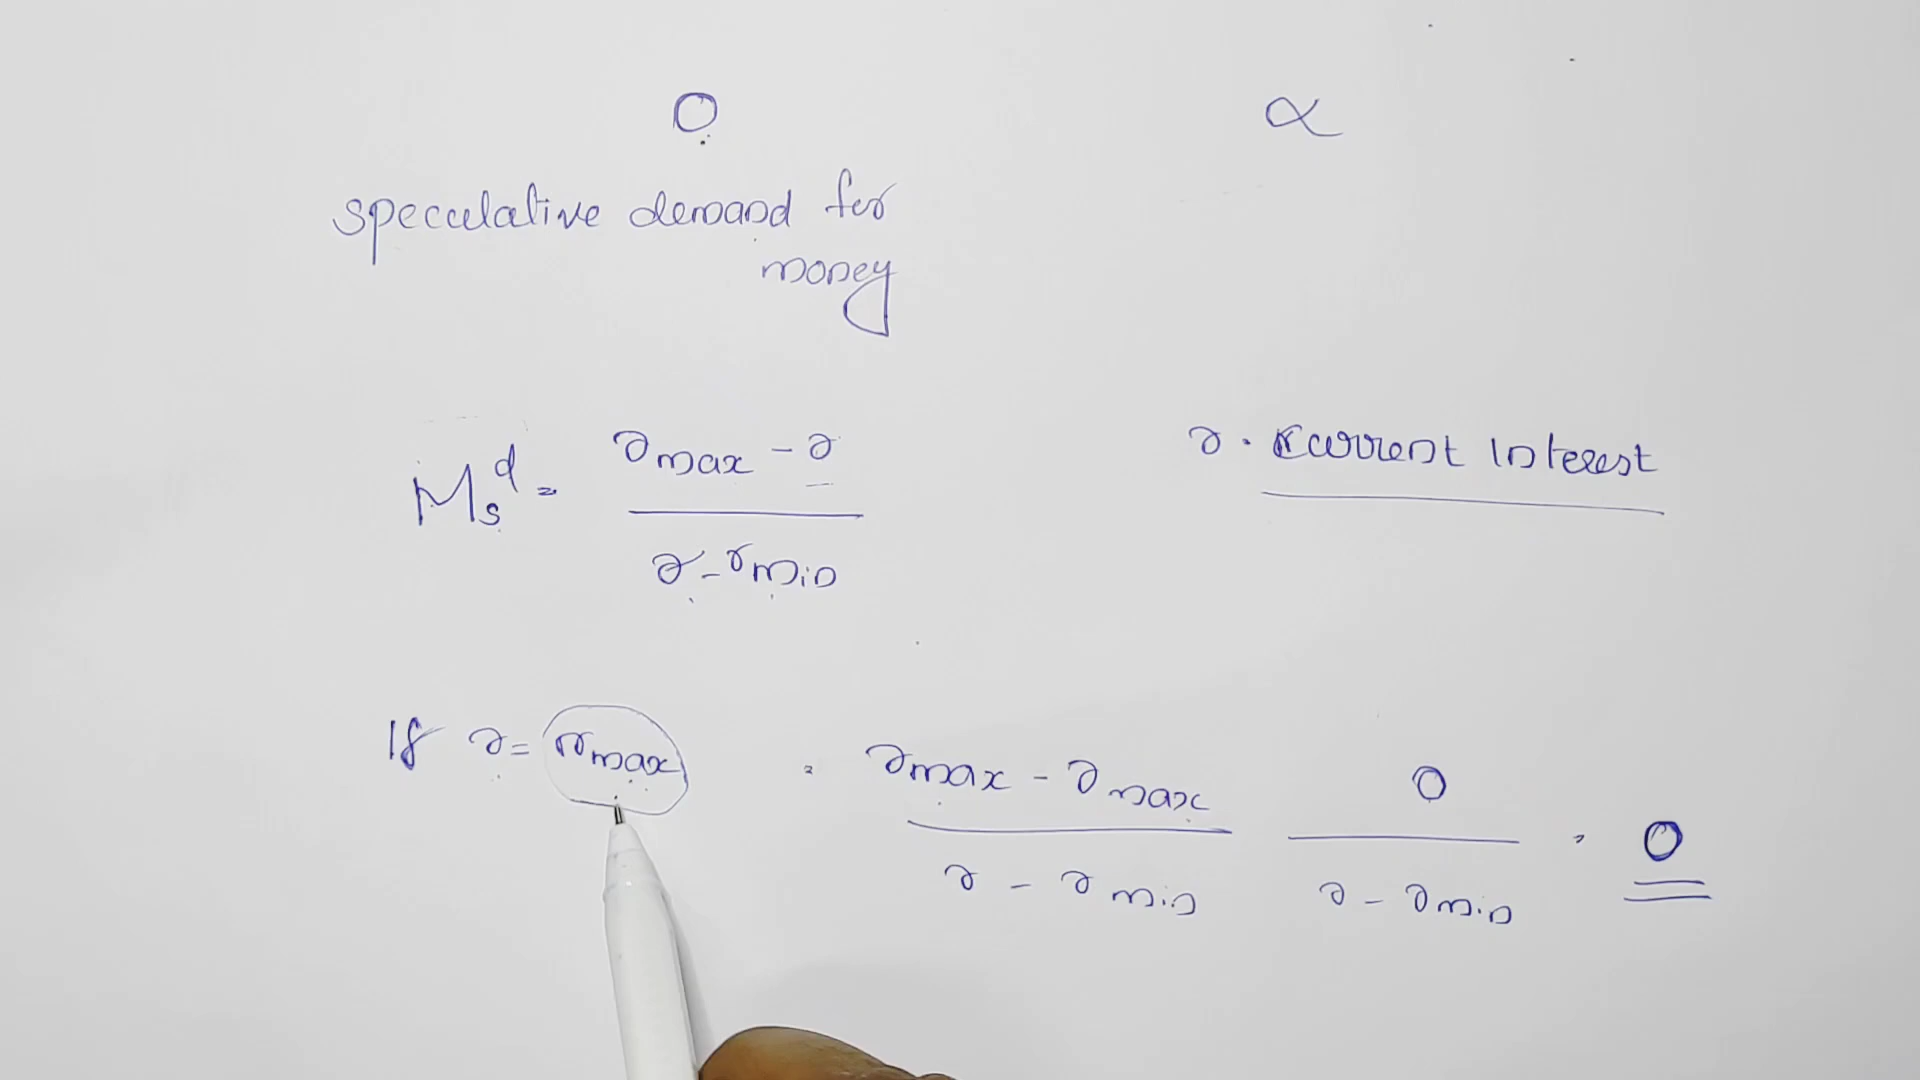 0 ∝
speculative demand for
money
M_s^d = (r_max - r) / (r - r_min)
r · current Interest
If r = r_max = (r_max - r_max) / (r - r_min) 0 / (r - r_min) = 0